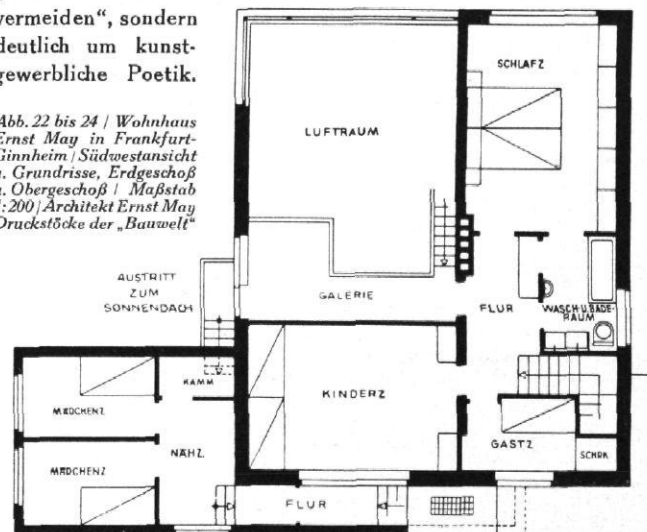 vermeiden“, sondern
deutlich um kunst-
gewerbliche Poetik.
Abb. 22 bis 24 / Wohnhaus
Ernst May in Frankfurt-
Ginnheim / Südwestansicht
u. Grundrisse, Erdgeschoß
u. Obergeschoß / Maßstab
1:200 / Architekt Ernst May
Druckstöcke der „Bauwelt“
SCHLAFZ
LUFTRAUM
AUSTRITT
ZUM
SONNENDACH
GALERIE
FLUR
WASCH.U.BADE-
RAUM
KAMM
MÄDCHENZ
KINDERZ
NÄHZ.
GASTZ
SCHRK
MÄDCHENZ
FLUR